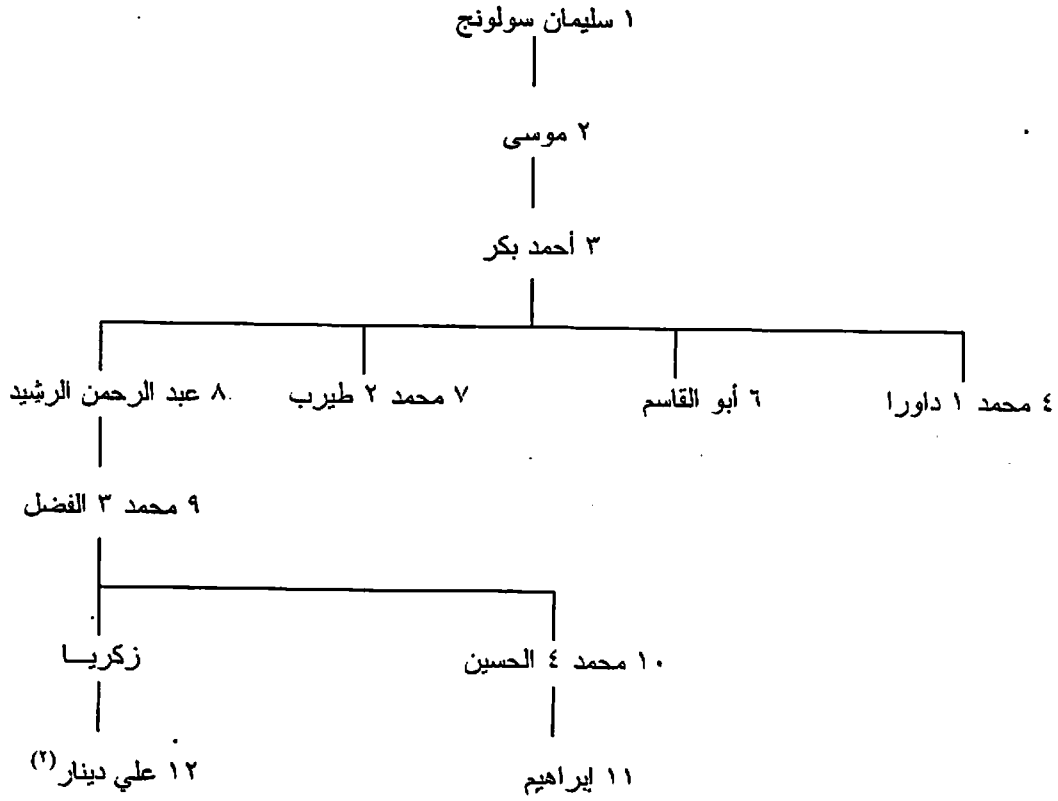 ١ سليمان سولونج
٢ موسى
٣ أحمد بكر
٤ محمد ١ داورا
٦ أبو القاسم
٧ محمد ٢ طيرب
٨ عبد الرحمن الرشيد
٩ محمد ٣ الفضل
١٠ محمد ٤ الحسين
زكريـــا
١١ إبراهيم
١٢ علي دينار (٢)